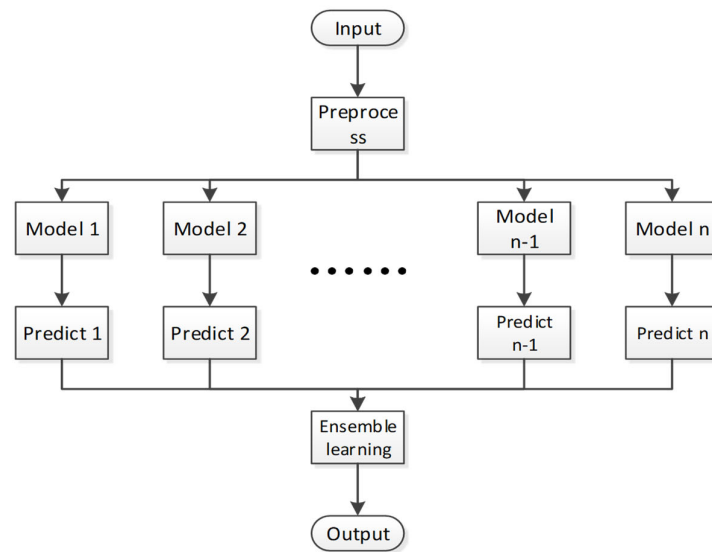 Input
Preproce
ss
Model 1
Model 2
Model
n-1
Model n
......
Predict 1
Predict 2
Predict
n-1
Predict n
Ensemble
learning
Output